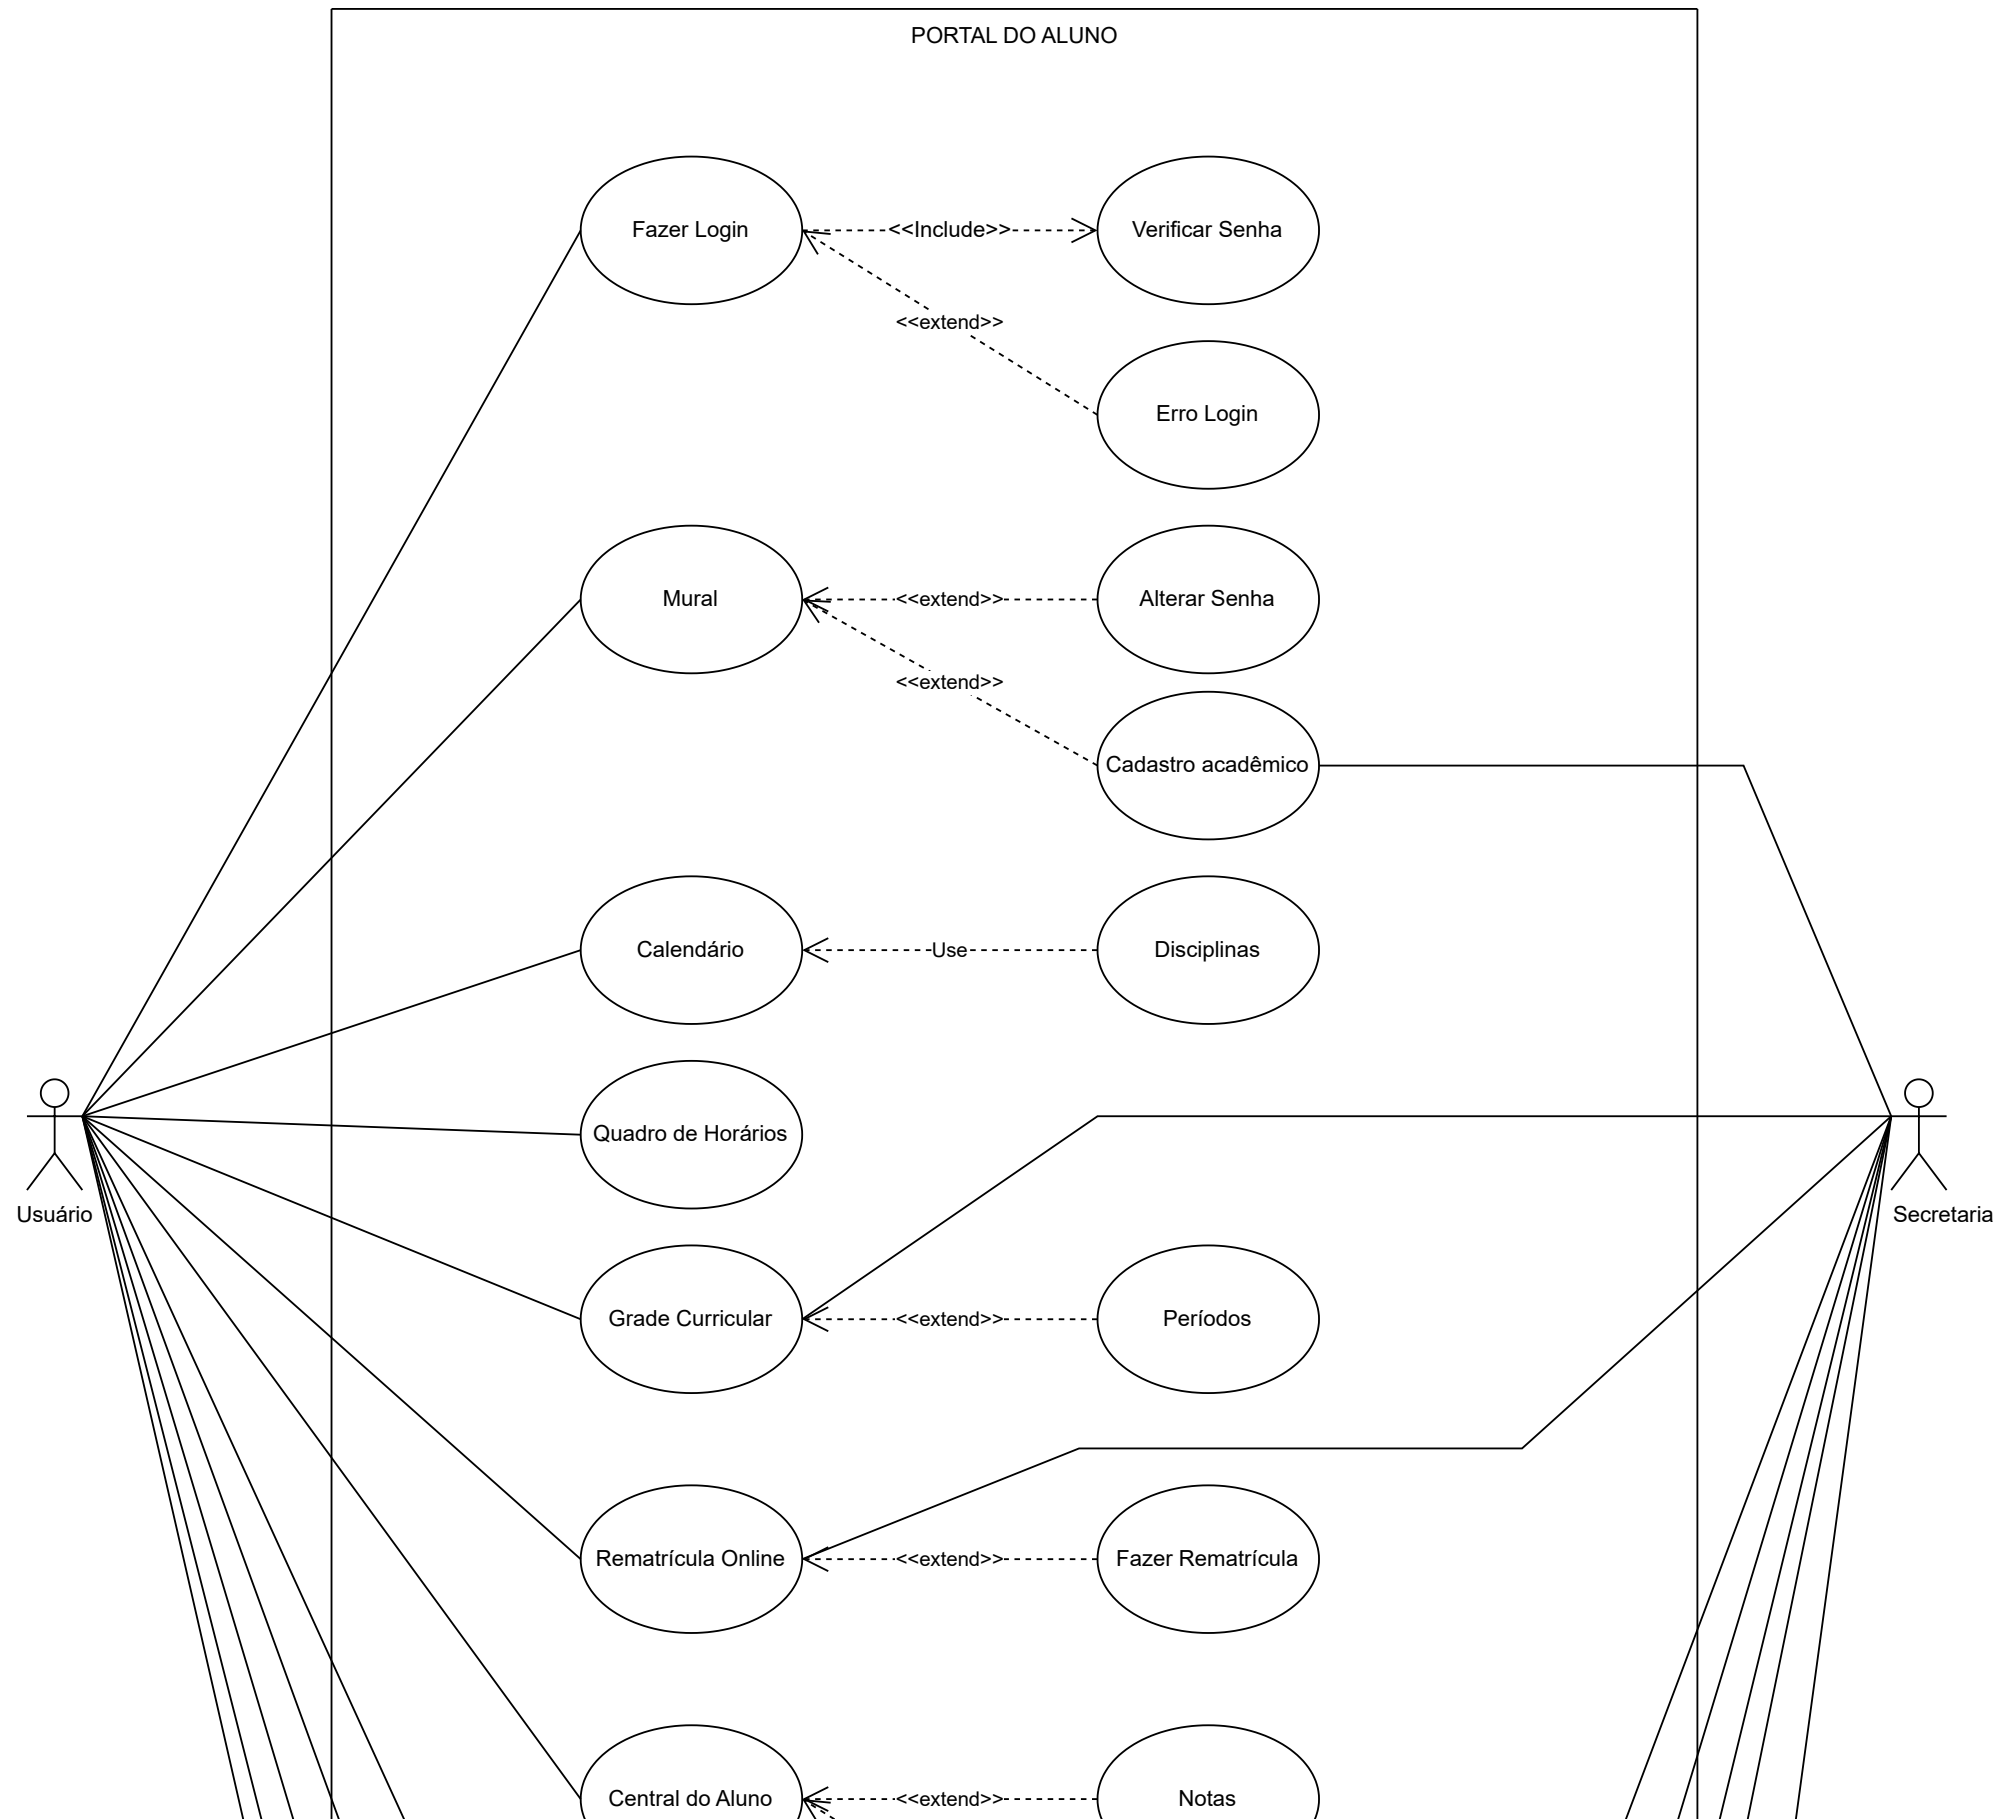 PORTAL DO ALUNO
Fazer Login
<<Include>>
Verificar Senha
<<extend>>
Erro Login
Mural
<<extend>>
Alterar Senha
<<extend>>
Cadastro acadêmico
Calendário
Use
Disciplinas
Quadro de Horários
Usuário
Secretaria
Grade Curricular
<<extend>>
Períodos
Rematrícula Online
<<extend>>
Fazer Rematrícula
Central do Aluno
<<extend>>
Notas